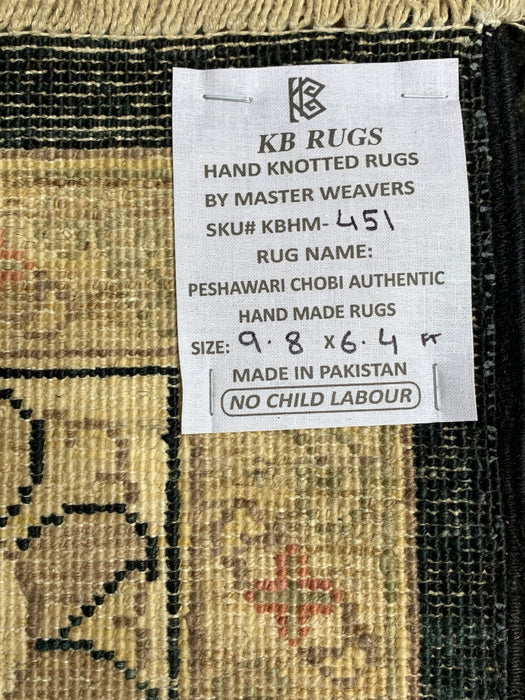 KB
KB RUGS
HAND KNOTTED RUGS
BY MASTER WEAVERS
SKU# KBHM-451
RUG NAME:
PESHAWARI CHOBI AUTHENTIC
HAND MADE RUGS
SIZE: 9.8 X 6.4 FT
MADE IN PAKISTAN
NO CHILD LABOUR